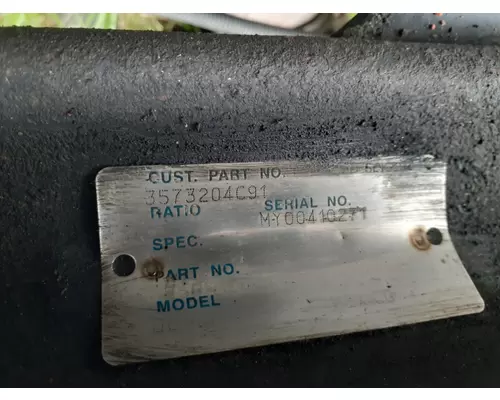 CUST. PART NO.
3573204C91
RATIO SERIAL NO.
MY00410271
SPEC.
PART NO.
MODEL